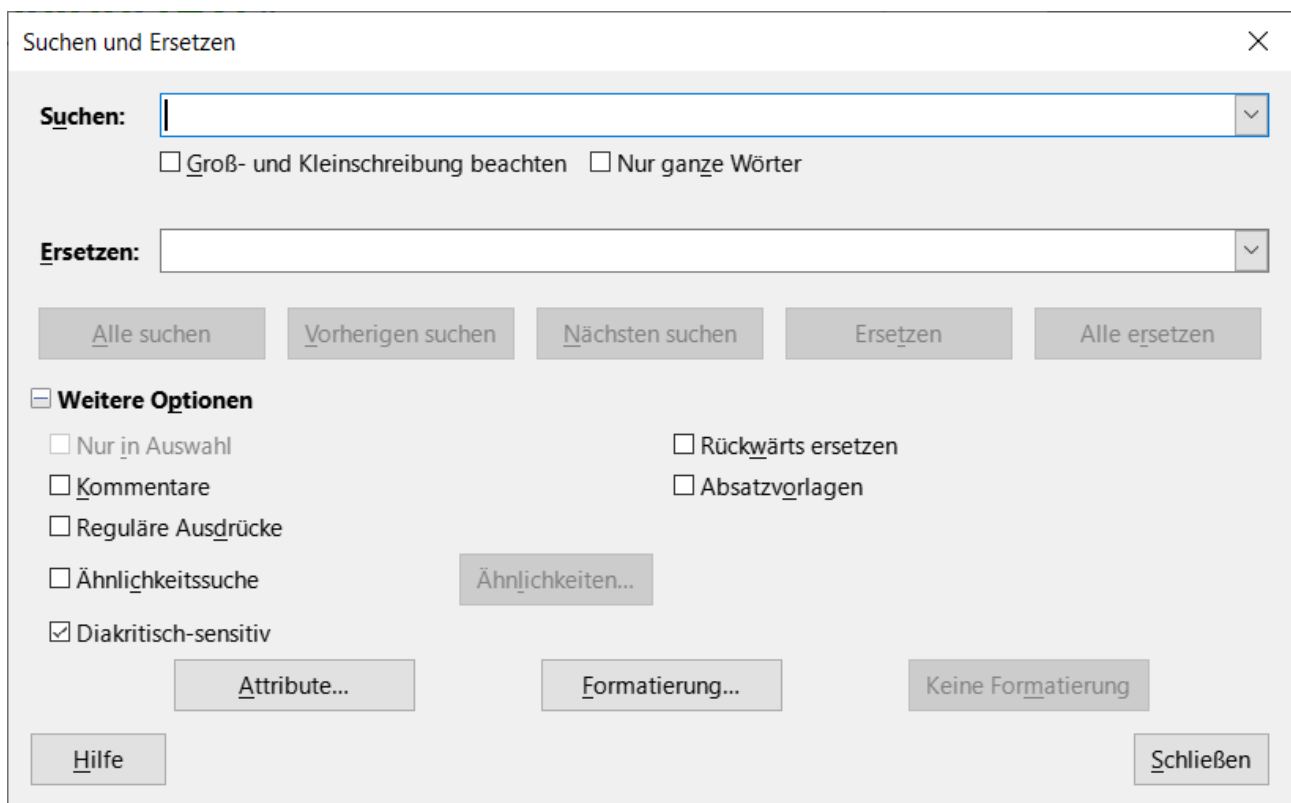 Suchen und Ersetzen
Suchen:
Groß- und Kleinschreibung beachten Nur ganze Wörter
Ersetzen:
Alle suchen Vorherigen suchen Nächsten suchen Ersetzen Alle ersetzen
Weitere Optionen
Nur in Auswahl Rückwärts ersetzen
Kommentare Absatzvorlagen
Reguläre Ausdrücke
Ähnlichkeitssuche Ähnlichkeiten...
Diakritisch-sensitiv
Attribute... Formatierung... Keine Formatierung
Hilfe Schließen